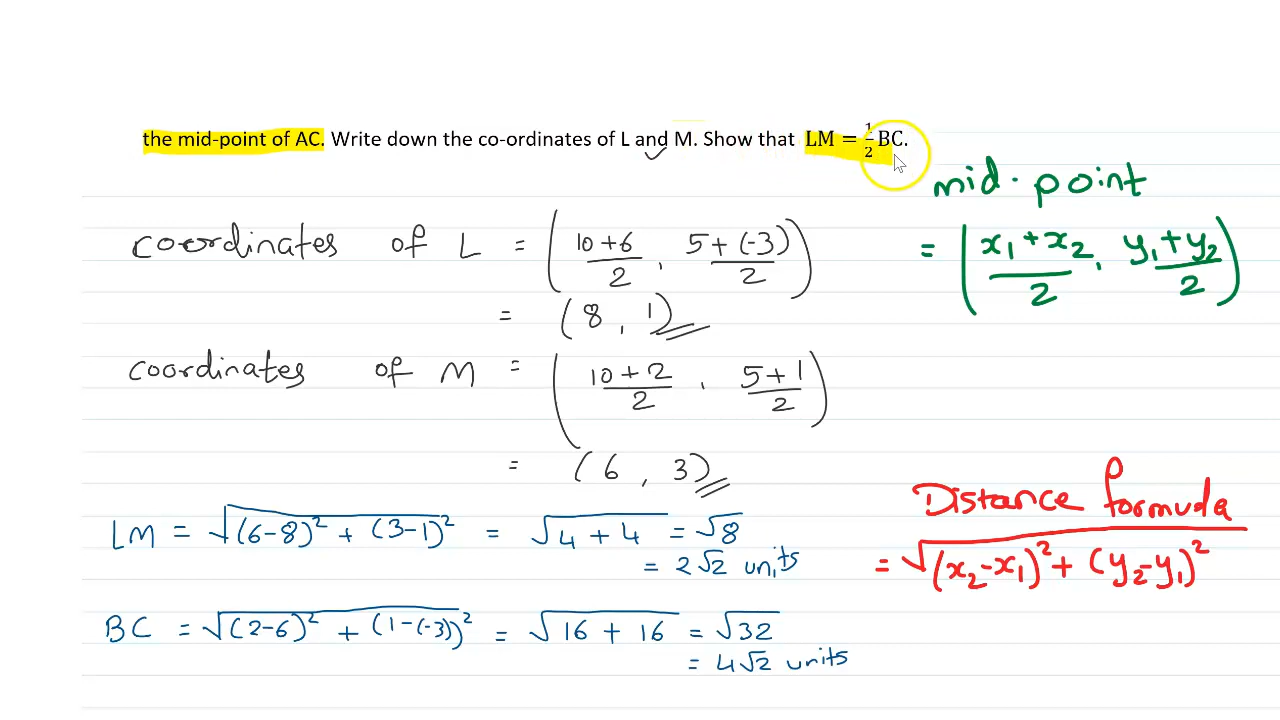 the mid-point of AC. Write down the co-ordinates of L and M. Show that LM = 1/2 BC.
mid-point
= ( (x₁+x₂)/2 , (y₁+y₂)/2 )
coordinates of L = ( (10+6)/2 , (5+(-3))/2 )
= (8, 1)
coordinates of M = ( (10+2)/2 , (5+1)/2 )
= (6, 3)
Distance formula
= √((x₂-x₁)² + (y₂-y₁)²)
LM = √((6-8)² + (3-1)²) = √(4+4) = √8
= 2√2 units
BC = √((2-6)² + (1-(-3))²) = √(16+16) = √32
= 4√2 units